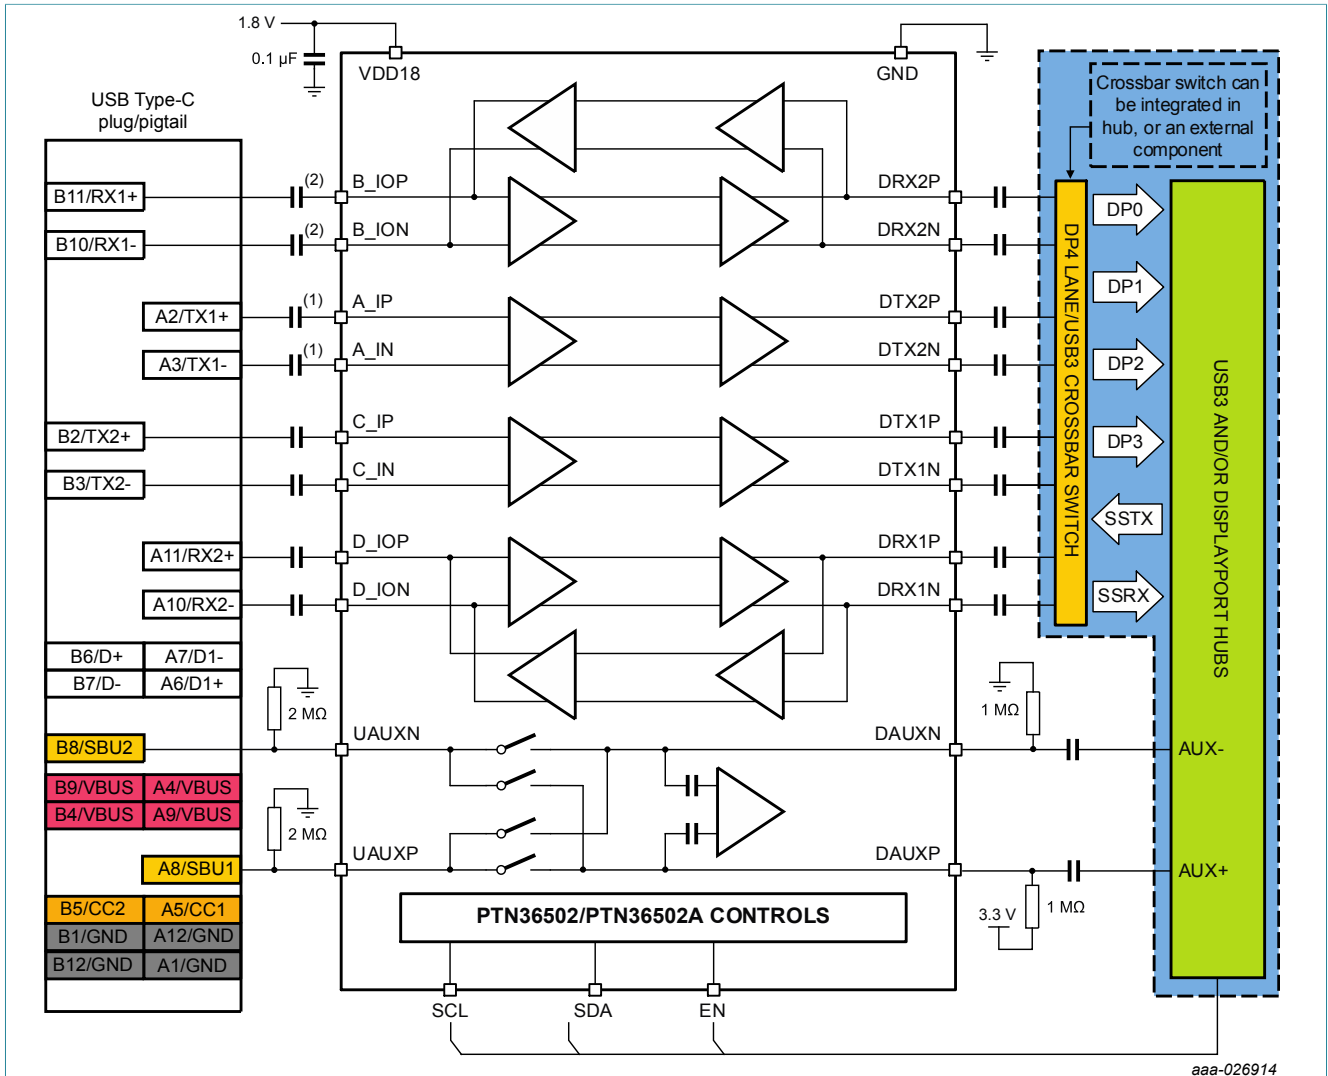 1.8 V
0.1 µF
VDD18
GND
USB Type-C
plug/pigtail
Crossbar switch can
be integrated in
hub, or an external
component
B11/RX1+
(2)
B_IOP
DRX2P
B10/RX1-
(2)
B_ION
DRX2N
A2/TX1+
(1)
A_IP
DTX2P
A3/TX1-
(1)
A_IN
DTX2N
B2/TX2+
C_IP
DTX1P
B3/TX2-
C_IN
DTX1N
A11/RX2+
D_IOP
DRX1P
A10/RX2-
D_ION
DRX1N
DP4 LANE/USB3 CROSSBAR SWITCH
DP0
DP1
DP2
DP3
SSTX
SSRX
USB3 AND/OR DISPLAYPORT HUBS
B6/D+
A7/D1-
B7/D-
A6/D1+
2 MΩ
1 MΩ
B8/SBU2
UAUXN
DAUXN
AUX-
B9/VBUS
A4/VBUS
B4/VBUS
A9/VBUS
2 MΩ
A8/SBU1
UAUXP
DAUXP
AUX+
B5/CC2
A5/CC1
B1/GND
A12/GND
B12/GND
A1/GND
PTN36502/PTN36502A CONTROLS
3.3 V
1 MΩ
SCL
SDA
EN
aaa-026914